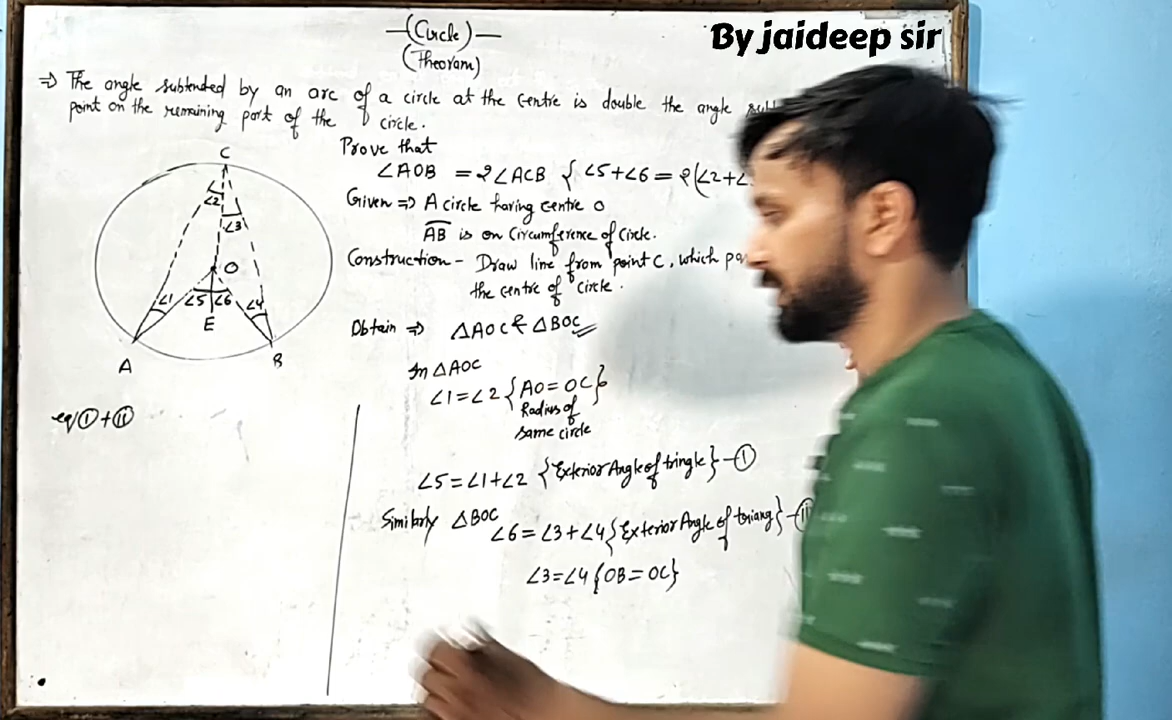 (Circle)
By jaideep sir
(Theoram)
⇒ The angle subtended by an arc of a circle at the centre is double the angle
point on the remaining part of the circle.
Prove that
∠AOB = 2∠ACB { ∠5+∠6 = 2(∠2+∠
Given ⇒ A circle having centre O
AB is on Circumference of Circle.
Construction - Draw line from point C, which
the centre of circle.
Obtain ⇒ △AOC & △BOC
In △AOC
∠1=∠2 {AO=OC}
Radius of
same circle
∠5=∠1+∠2 {Exterior Angle of tringle} - (I)
Similarly △BOC
∠6=∠3+∠4 {Exterior Angle of triang} - (II)
∠3=∠4 {OB=OC}
C
∠2
∠3
O
∠1
∠5
∠6
∠4
E
A
B
eq (I) + (II)